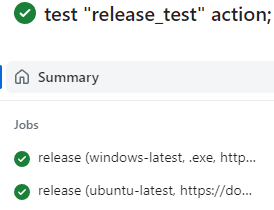 test "release_test" action;
Summary
Jobs
release (windows-latest, .exe, http...
release (ubuntu-latest, https://do...